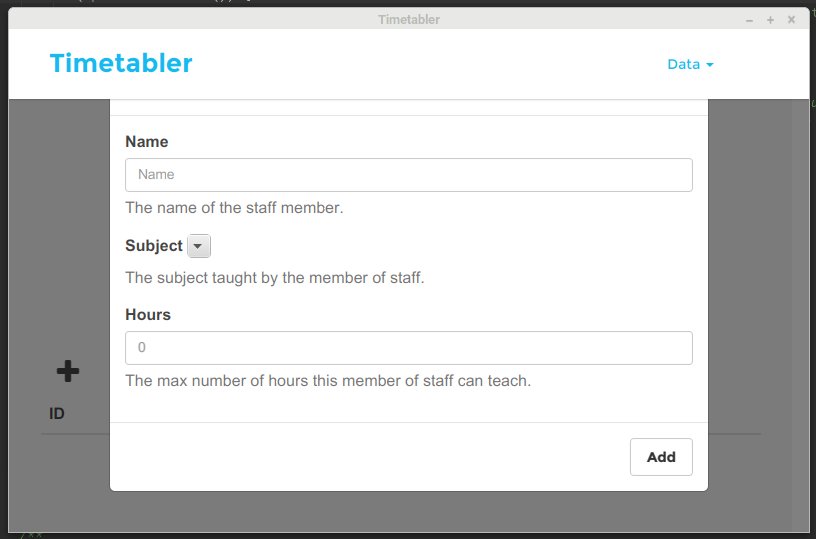 Timetabler
Timetabler
Data
Name
Name
The name of the staff member.
Subject
The subject taught by the member of staff.
Hours
0
The max number of hours this member of staff can teach.
ID
Add
/**